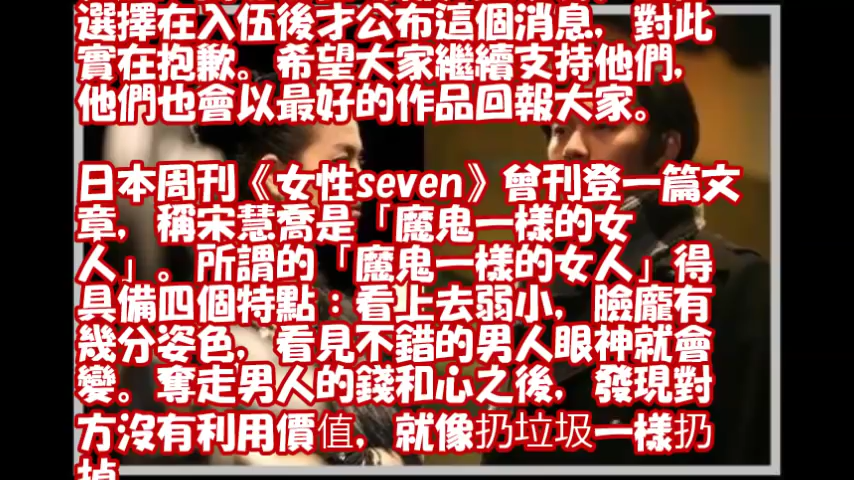 選擇在入伍後才公布這個消息，對此
實在抱歉。希望大家繼續支持他們，
他們也會以最好的作品回報大家。
日本周刊《女性seven》曾刊登一篇文
章，稱宋慧喬是「魔鬼一樣的女
人」。所謂的「魔鬼一樣的女人」得
具備四個特點：看上去弱小，臉龐有
幾分姿色，看見不錯的男人眼神就會
變。奪走男人的錢和心之後，發現對
方沒有利用價值，就像扔垃圾一樣扔
掉